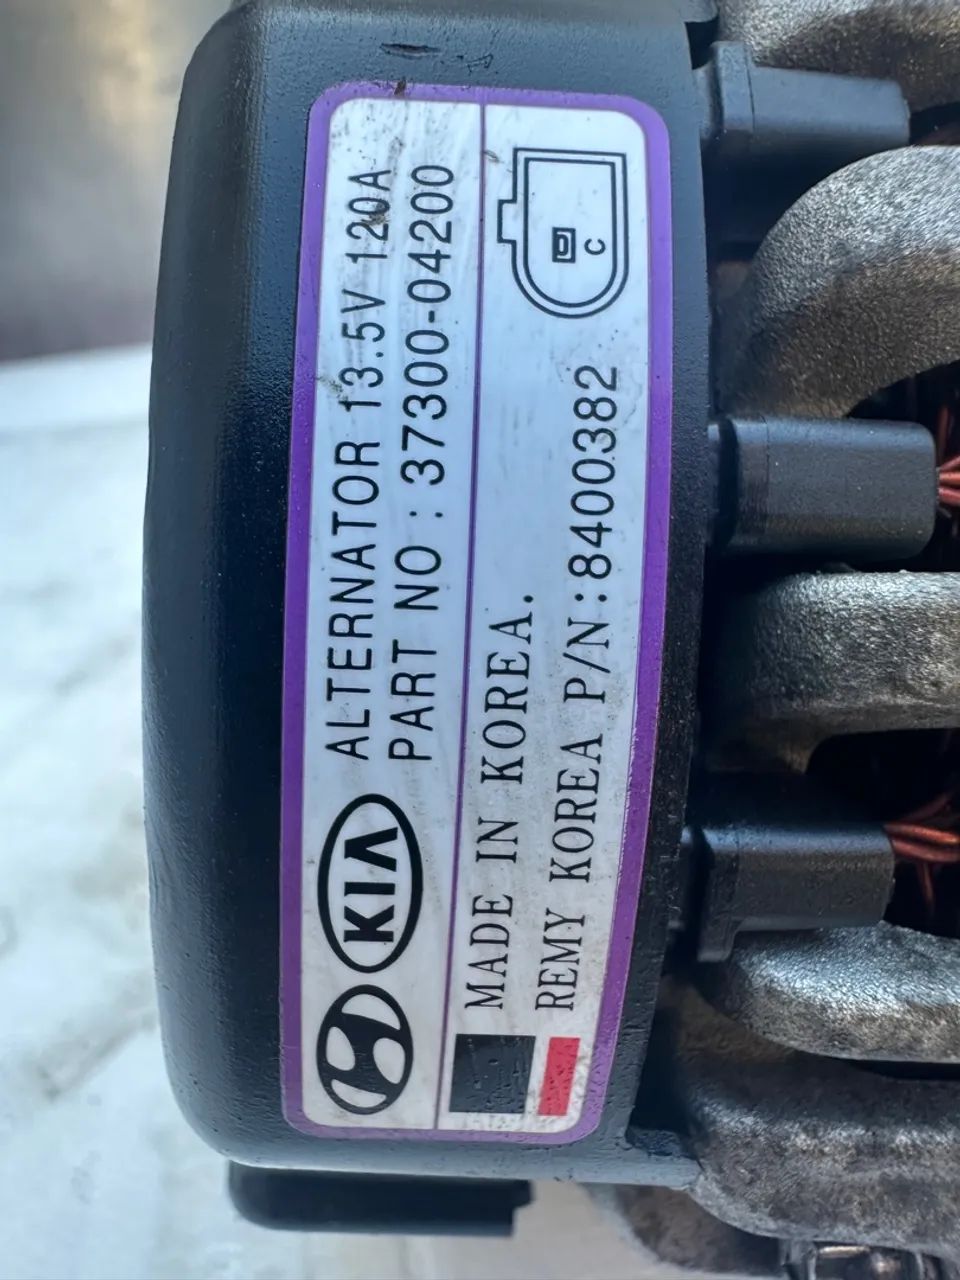 KIA
ALTERNATOR 13.5V 120A
PART NO : 37300-04200
MADE IN KOREA.
REMY KOREA P/N:8400382
C